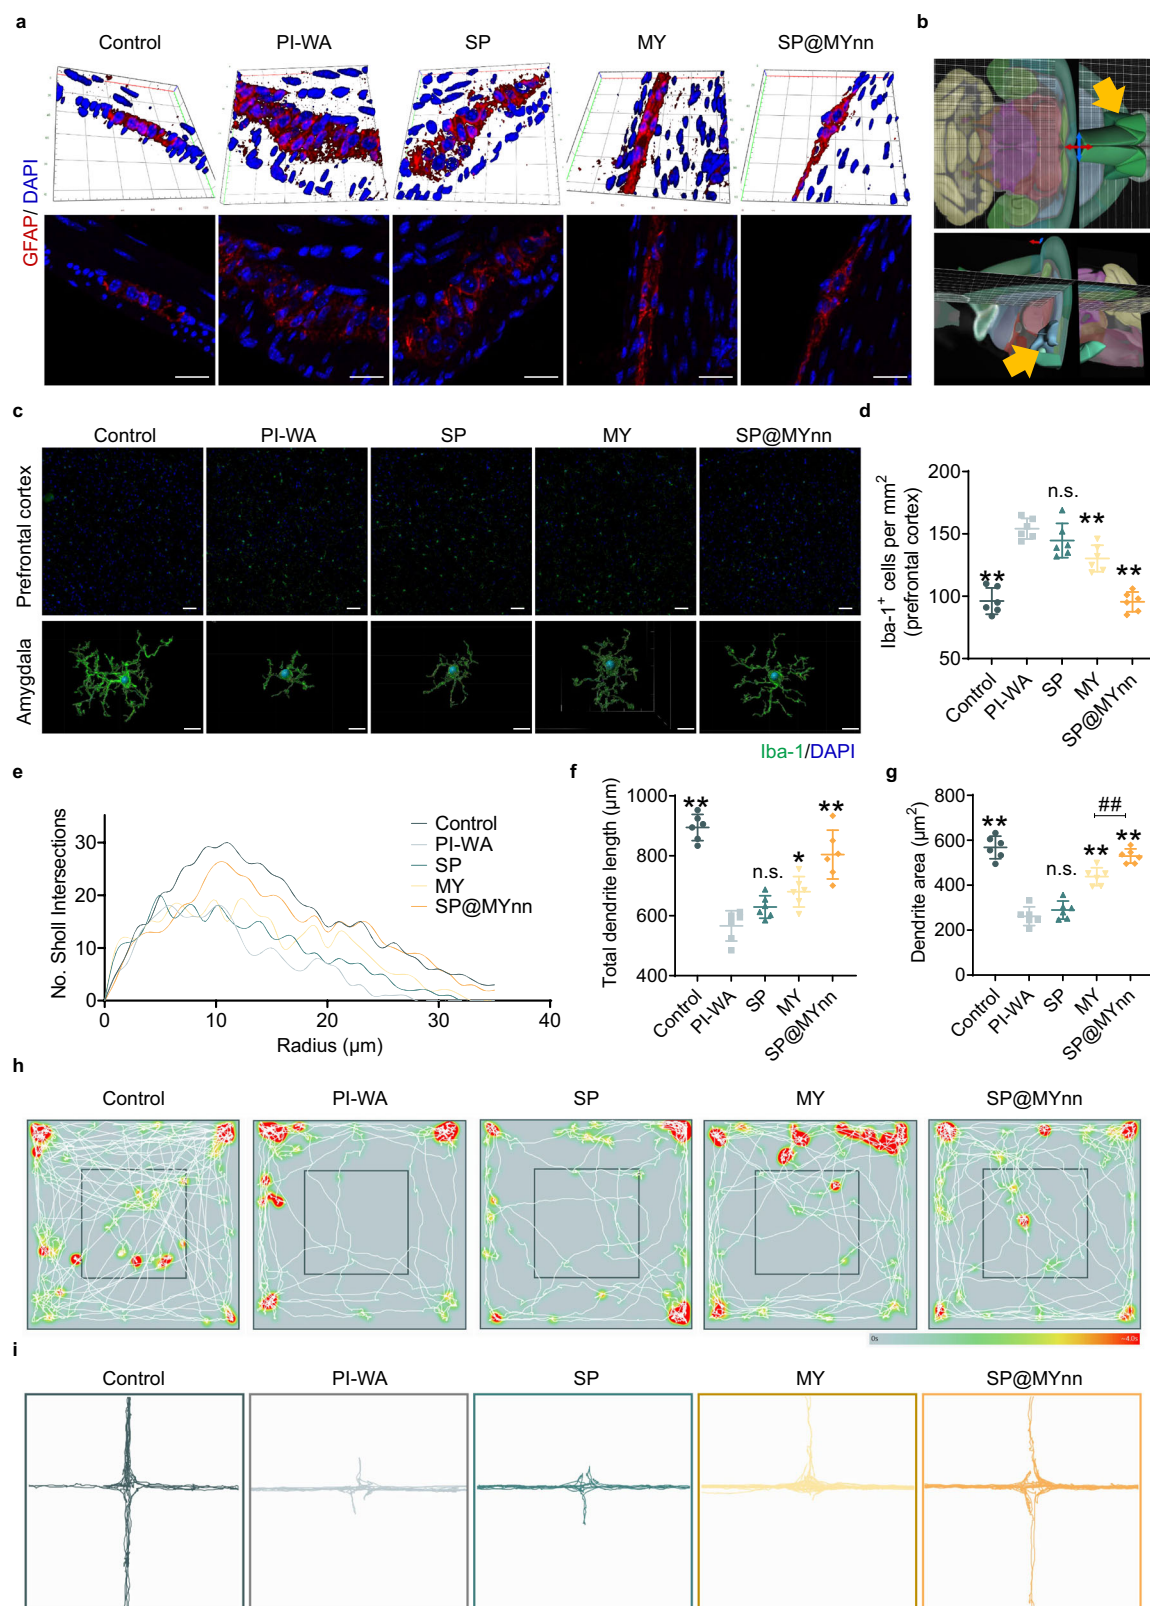 a
b
Control PI-WA SP MY SP@MYnn
GFAP/ DAPI
c
d
Control PI-WA SP MY SP@MYnn
Prefrontal cortex
Amygdala
Iba-1/DAPI
Iba-1+ cells per mm2
(prefrontal cortex)
200
150
100
50
**
n.s.
**
**
Control
PI-WA
SP
MY
SP@MYnn
e
f
g
No. Sholl Intersections
30
20
10
0
0 10 20 30 40
Radius (µm)
Control
PI-WA
SP
MY
SP@MYnn
Total dendrite length (µm)
1000
800
600
400
**
n.s.
*
**
Control
PI-WA
SP
MY
SP@MYnn
Dendrite area (µm2)
800
600
400
200
0
**
n.s.
**
##
**
Control
PI-WA
SP
MY
SP@MYnn
h
Control PI-WA SP MY SP@MYnn
0s ~4.0s
i
Control PI-WA SP MY SP@MYnn